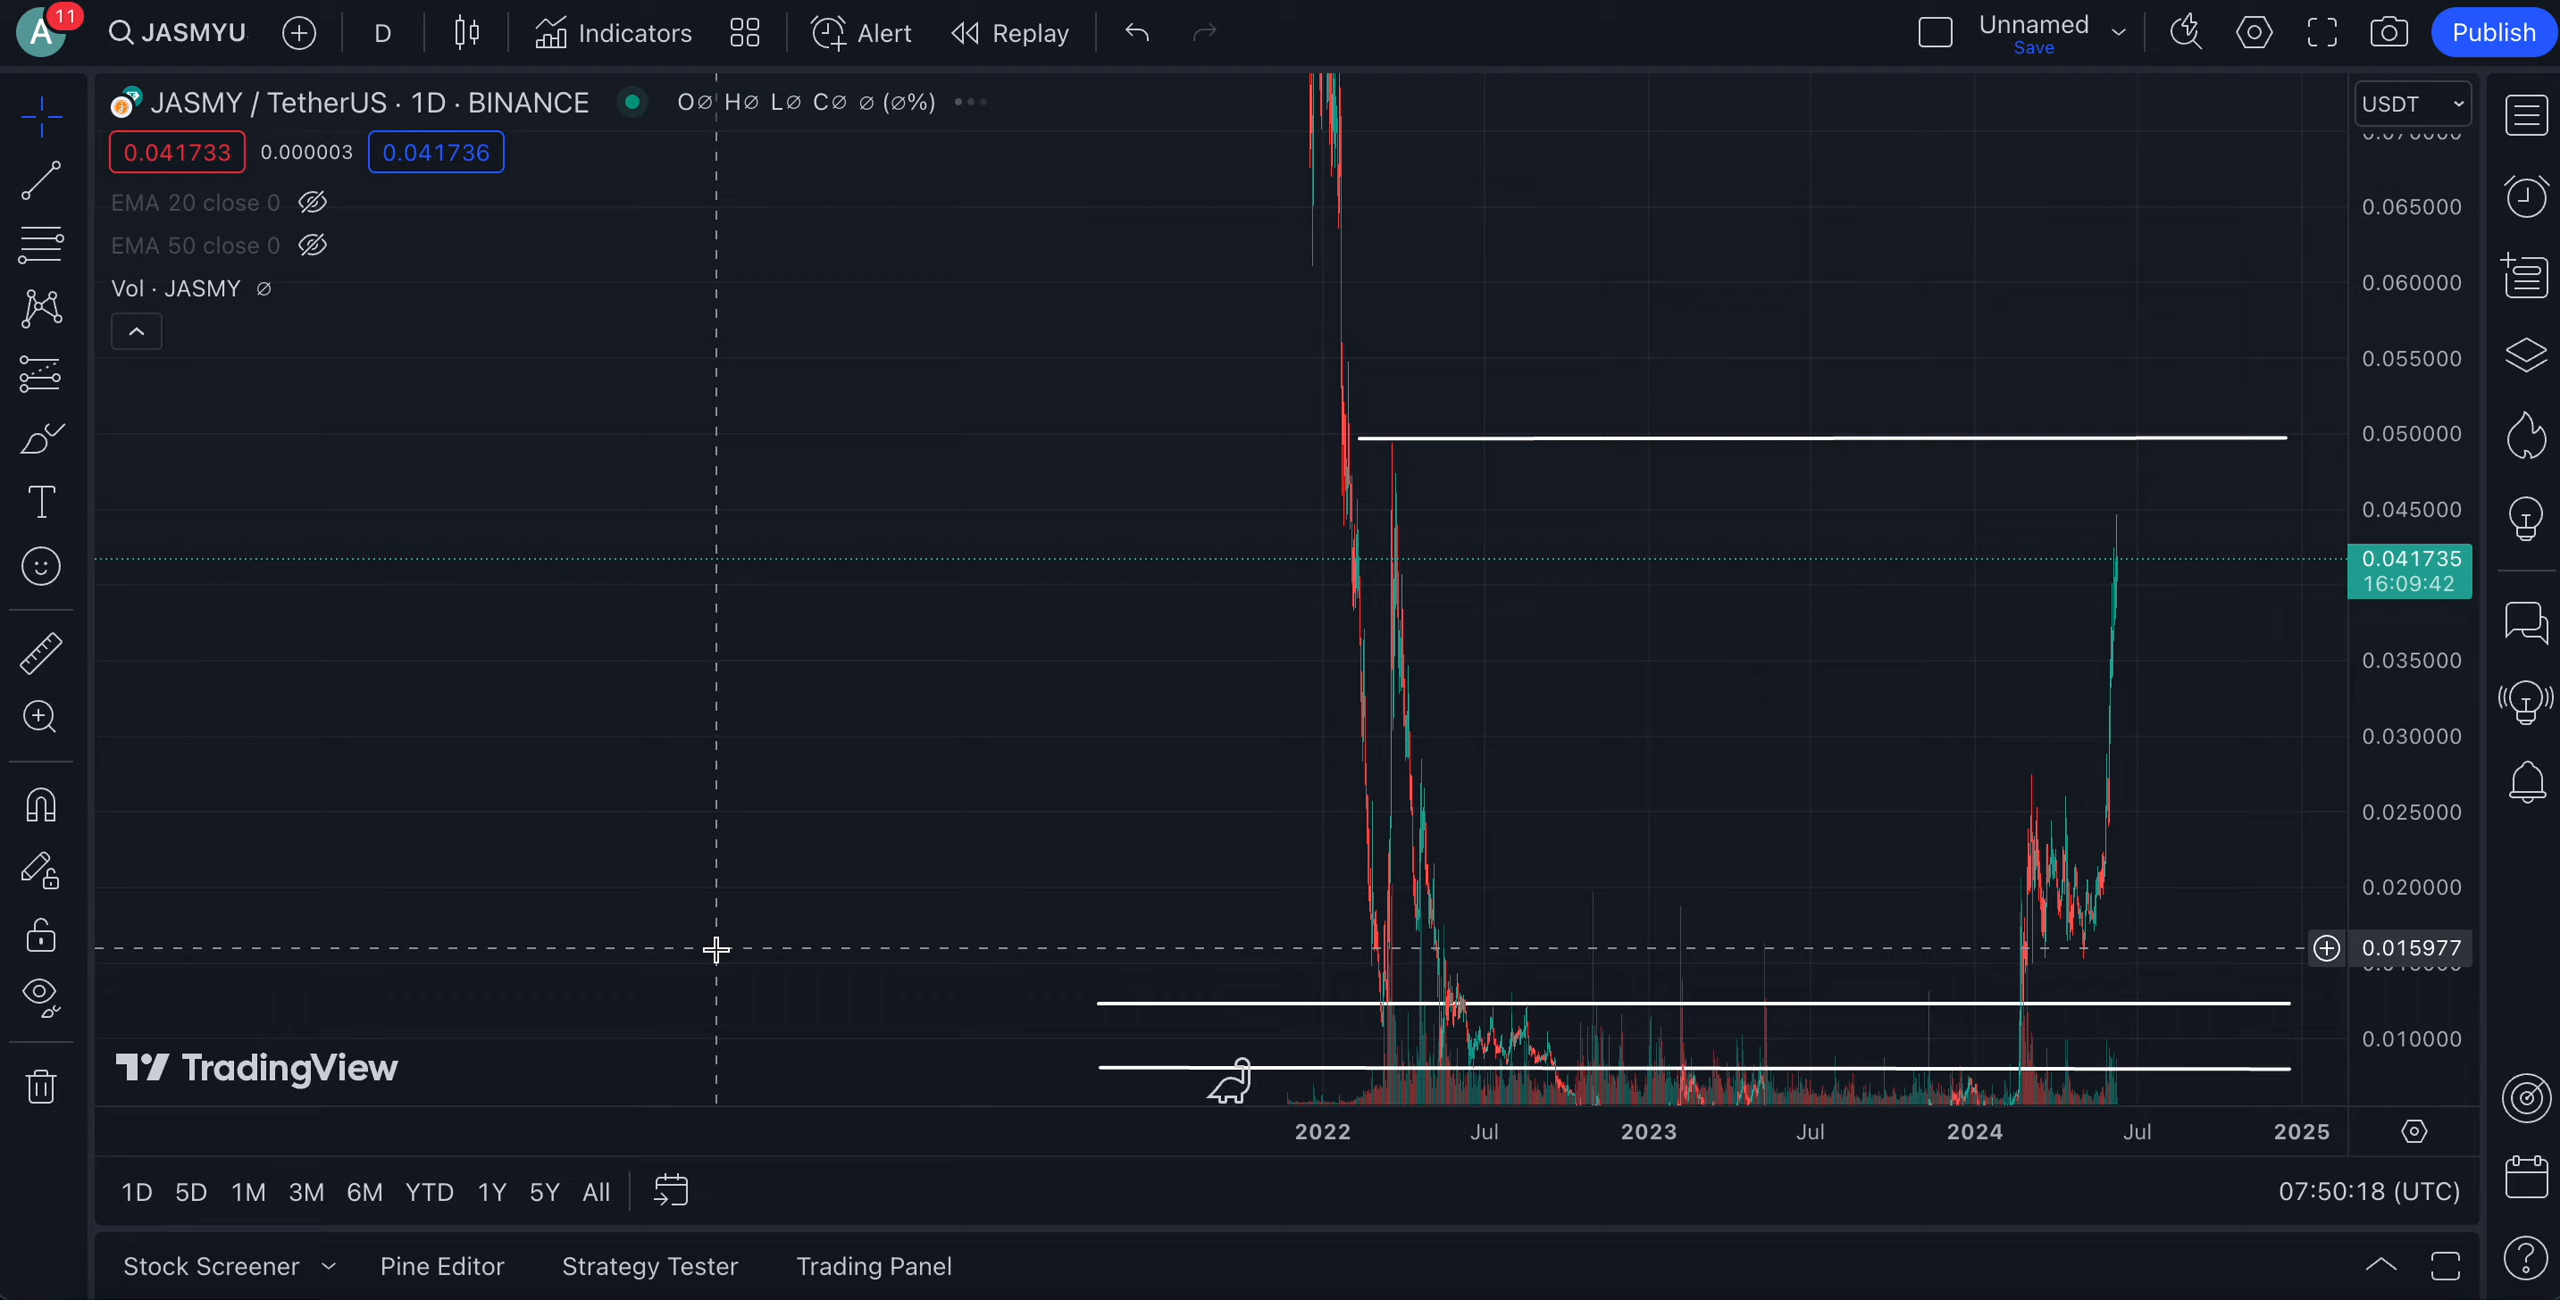 A 11 JASMYU D Indicators Alert Replay Unnamed Save Publish
JASMY / TetherUS · 1D · BINANCE O∅ H∅ L∅ C∅ ∅ (∅%)
0.041733 0.000003 0.041736
EMA 20 close 0
EMA 50 close 0
Vol · JASMY ∅
USDT
0.070000
0.065000
0.060000
0.055000
0.050000
0.045000
0.041735
16:09:42
0.035000
0.030000
0.025000
0.020000
0.015977
0.010000
TradingView
2022 Jul 2023 Jul 2024 Jul 2025
1D 5D 1M 3M 6M YTD 1Y 5Y All 07:50:18 (UTC)
Stock Screener Pine Editor Strategy Tester Trading Panel